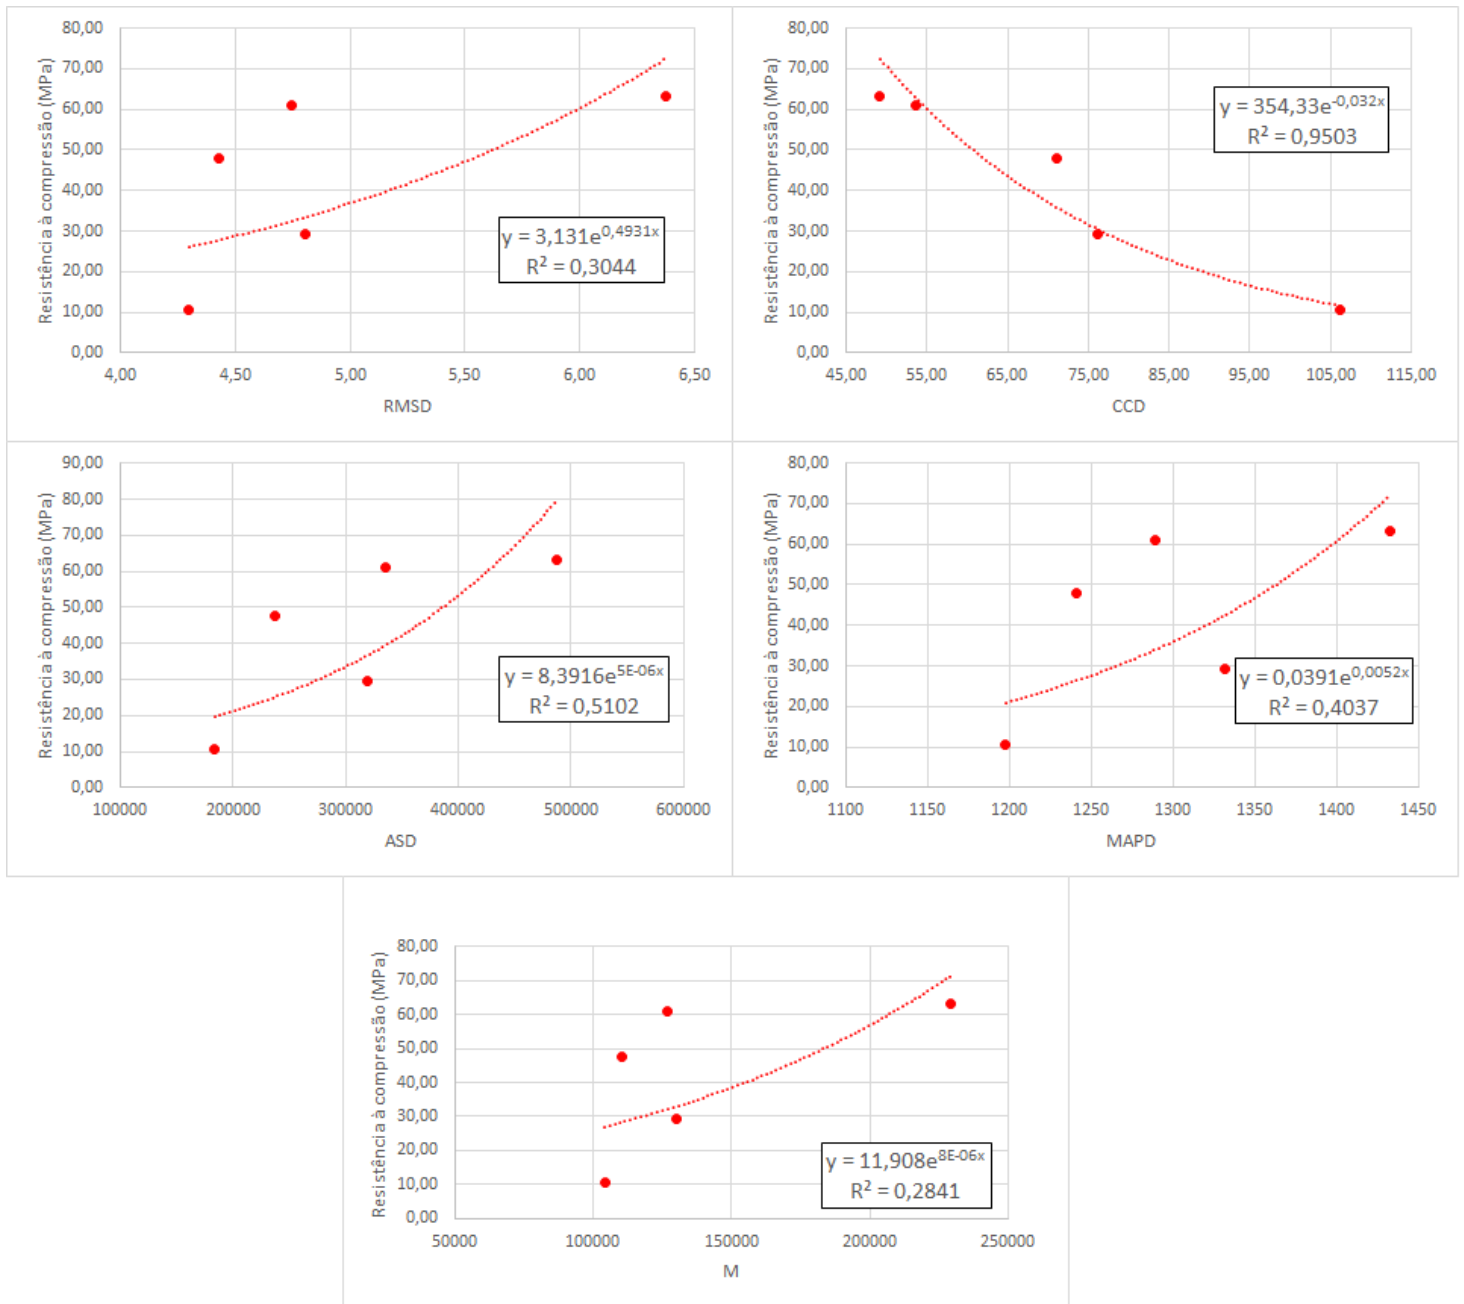 Resistência à compressão (MPa)
80,00
70,00
60,00
50,00
40,00
30,00
20,00
10,00
0,00
4,00 4,50 5,00 5,50 6,00 6,50
RMSD
y = 3,131e^0,4931x
R² = 0,3044
Resistência à compressão (MPa)
80,00
70,00
60,00
50,00
40,00
30,00
20,00
10,00
0,00
45,00 55,00 65,00 75,00 85,00 95,00 105,00 115,00
CCD
y = 354,33e^-0,032x
R² = 0,9503
Resistência à compressão (MPa)
90,00
80,00
70,00
60,00
50,00
40,00
30,00
20,00
10,00
0,00
100000 200000 300000 400000 500000 600000
ASD
y = 8,3916e^5E-06x
R² = 0,5102
Resistência à compressão (MPa)
80,00
70,00
60,00
50,00
40,00
30,00
20,00
10,00
0,00
1100 1150 1200 1250 1300 1350 1400 1450
MAPD
y = 0,0391e^0,0052x
R² = 0,4037
Resistência à compressão (MPa)
80,00
70,00
60,00
50,00
40,00
30,00
20,00
10,00
0,00
50000 100000 150000 200000 250000
M
y = 11,908e^8E-06x
R² = 0,2841